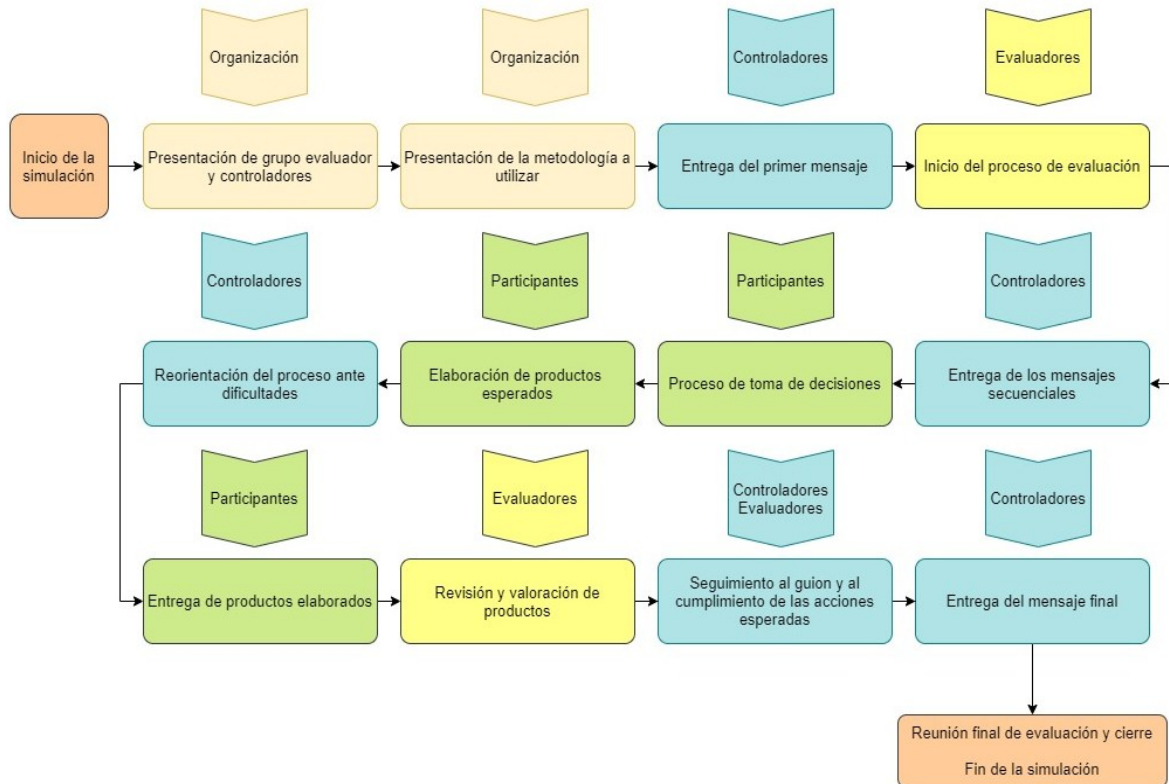 Organización
Organización
Controladores
Evaluadores
Inicio de la
simulación
Presentación de grupo evaluador
y controladores
Presentación de la metodología a
utilizar
Entrega del primer mensaje
Inicio del proceso de evaluación
Controladores
Participantes
Participantes
Controladores
Reorientación del proceso ante
dificultades
Elaboración de productos
esperados
Proceso de toma de decisiones
Entrega de los mensajes
secuenciales
Participantes
Evaluadores
Controladores
Evaluadores
Controladores
Entrega de productos elaborados
Revisión y valoración de
productos
Seguimiento al guion y al
cumplimiento de las acciones
esperadas
Entrega del mensaje final
Reunión final de evaluación y cierre
Fin de la simulación